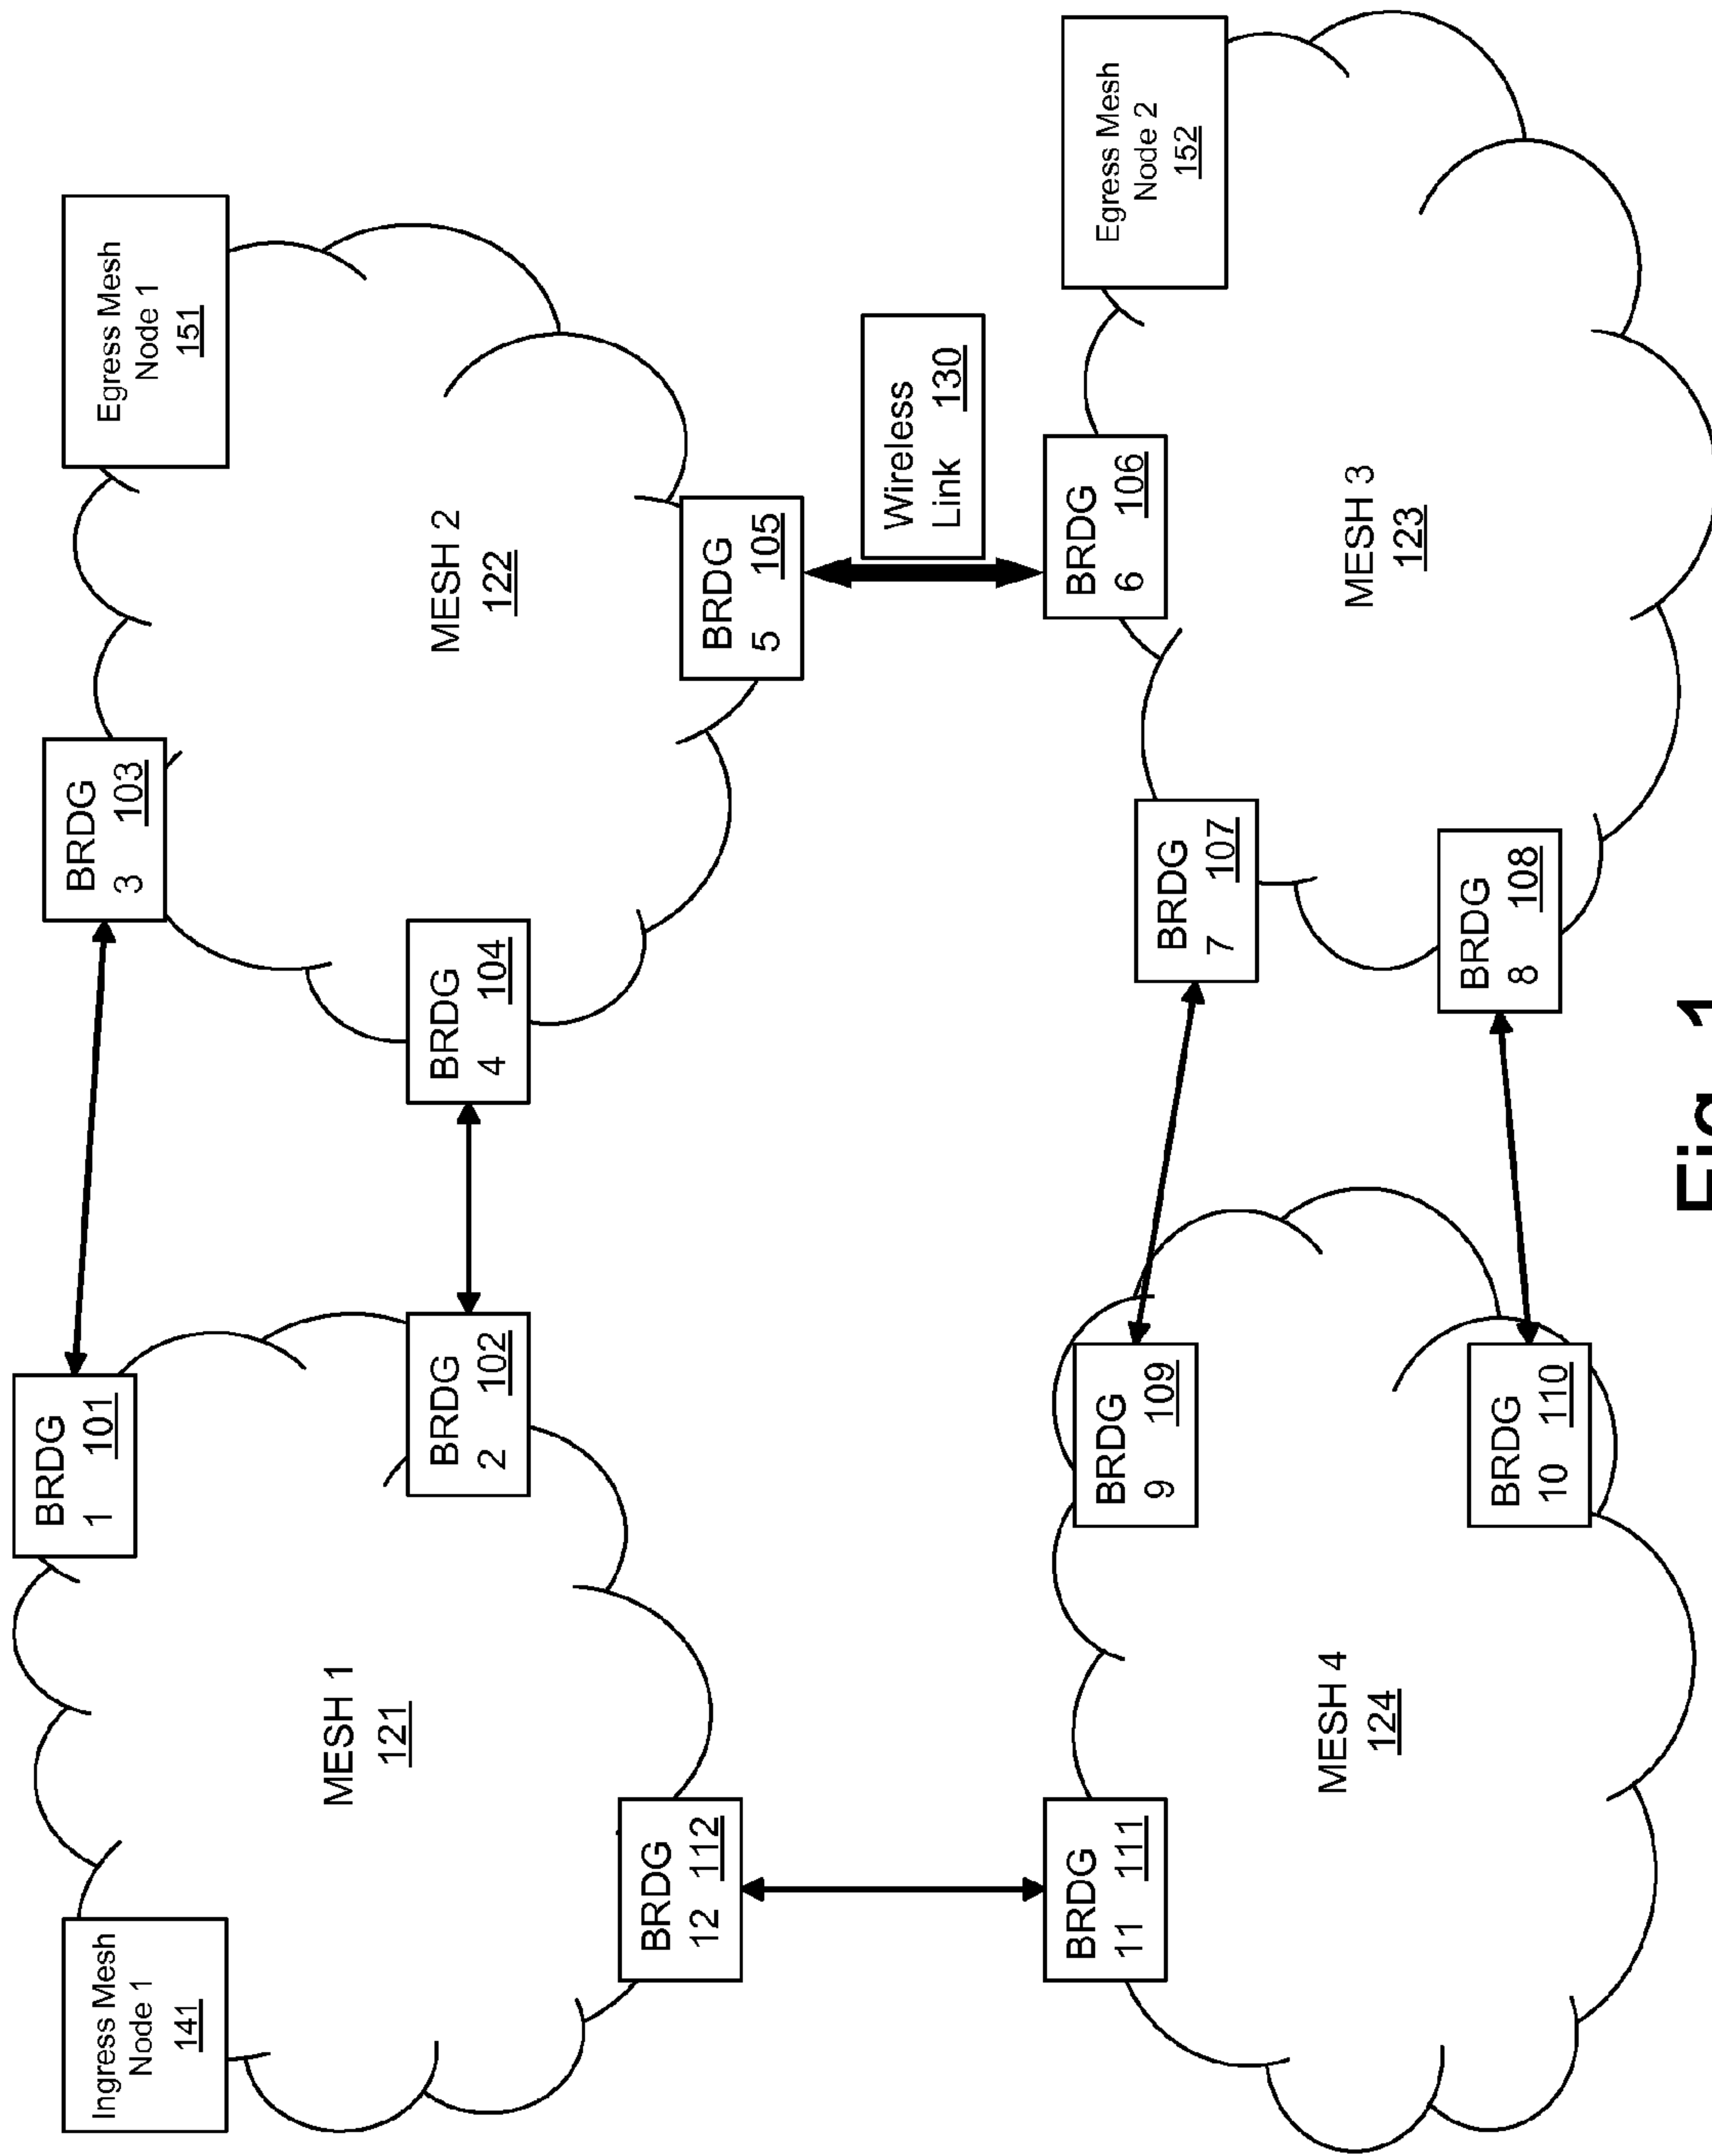 Ingress Mesh
Node 1
141
BRDG
1 101
BRDG
3 103
Egress Mesh
Node 1
151
MESH 1
121
BRDG
2 102
BRDG
4 104
MESH 2
122
BRDG
12 112
BRDG
5 105
Wireless
Link 130
BRDG
11 111
BRDG
9 109
BRDG
7 107
BRDG
6 106
Egress Mesh
Node 2
152
MESH 4
124
MESH 3
123
BRDG
10 110
BRDG
8 108
Fig. 1